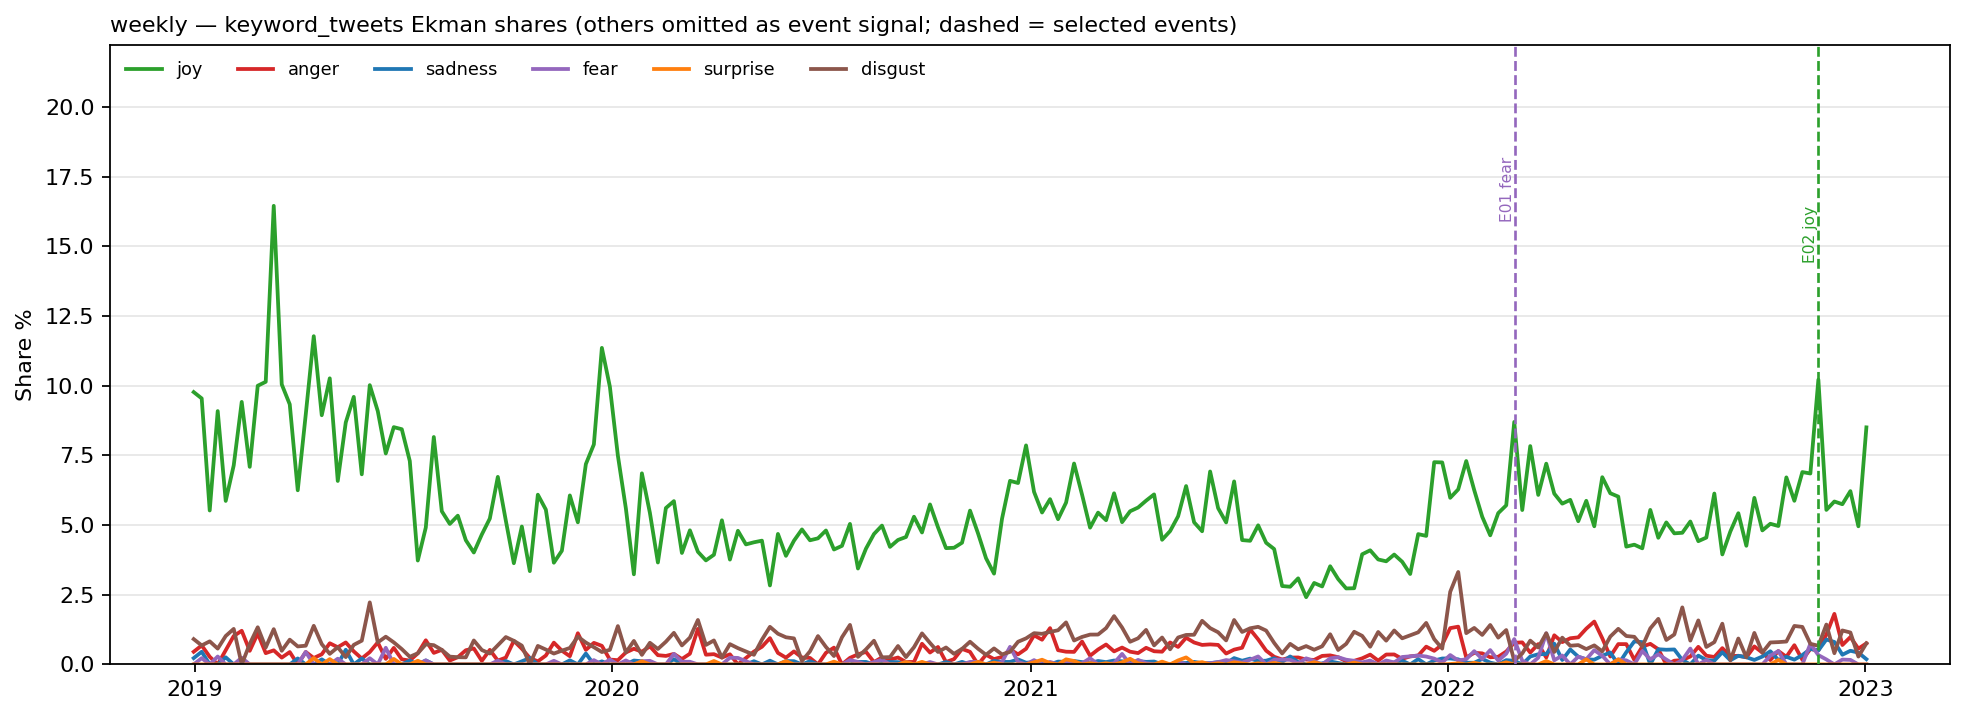 weekly — keyword_tweets Ekman shares (others omitted as event signal; dashed = selected events)
joy anger sadness fear surprise disgust
20.0
17.5
15.0
12.5
10.0
7.5
5.0
2.5
0.0
Share %
E01 fear
E02 joy
2019 2020 2021 2022 2023